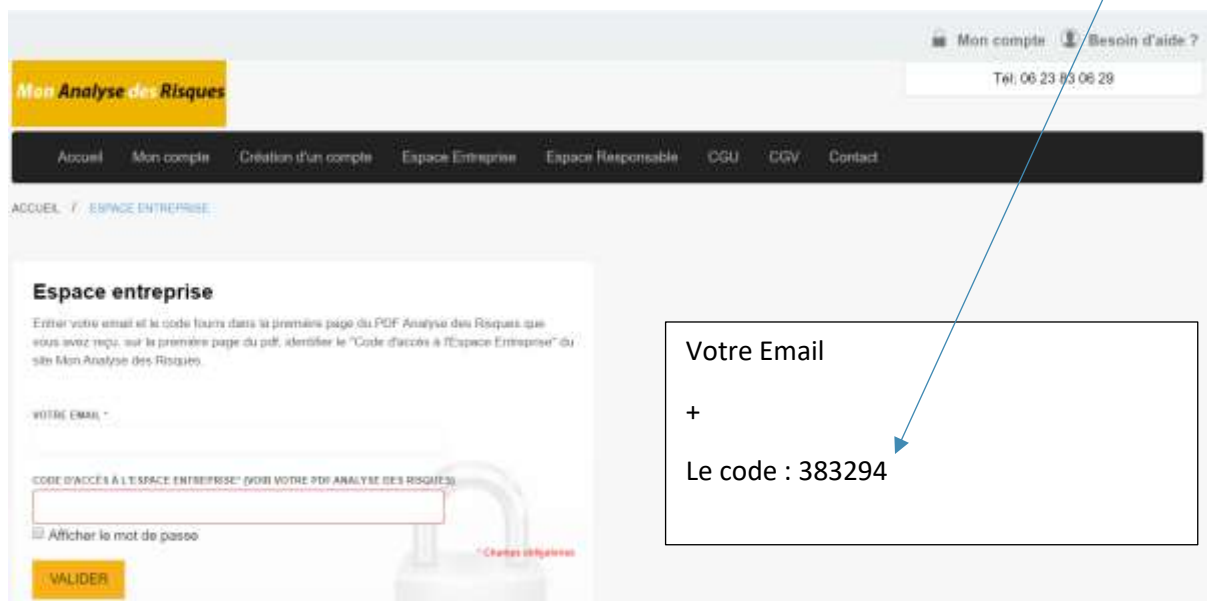 Mon compte Besoin d'aide ?
Tél: 06 23 83 06 29
Mon Analyse des Risques
Accueil Mon compte Création d'un compte Espace Entreprise Espace Responsable CGU CGV Contact
ACCUEIL / ESPACE ENTREPRISE
Espace entreprise
Entrer votre email et le code fourni dans la première page du PDF Analyse des Risques que
vous avez reçu, sur la première page du pdf, identifier le "Code d'accès à l'Espace Entreprise" du
site Mon Analyse des Risques.
VOTRE EMAIL *
CODE D'ACCÈS À L'ESPACE ENTREPRISE* (VOIR VOTRE PDF ANALYSE DES RISQUES)
Afficher le mot de passe
* Champs obligatoires
VALIDER
Votre Email
+
Le code : 383294